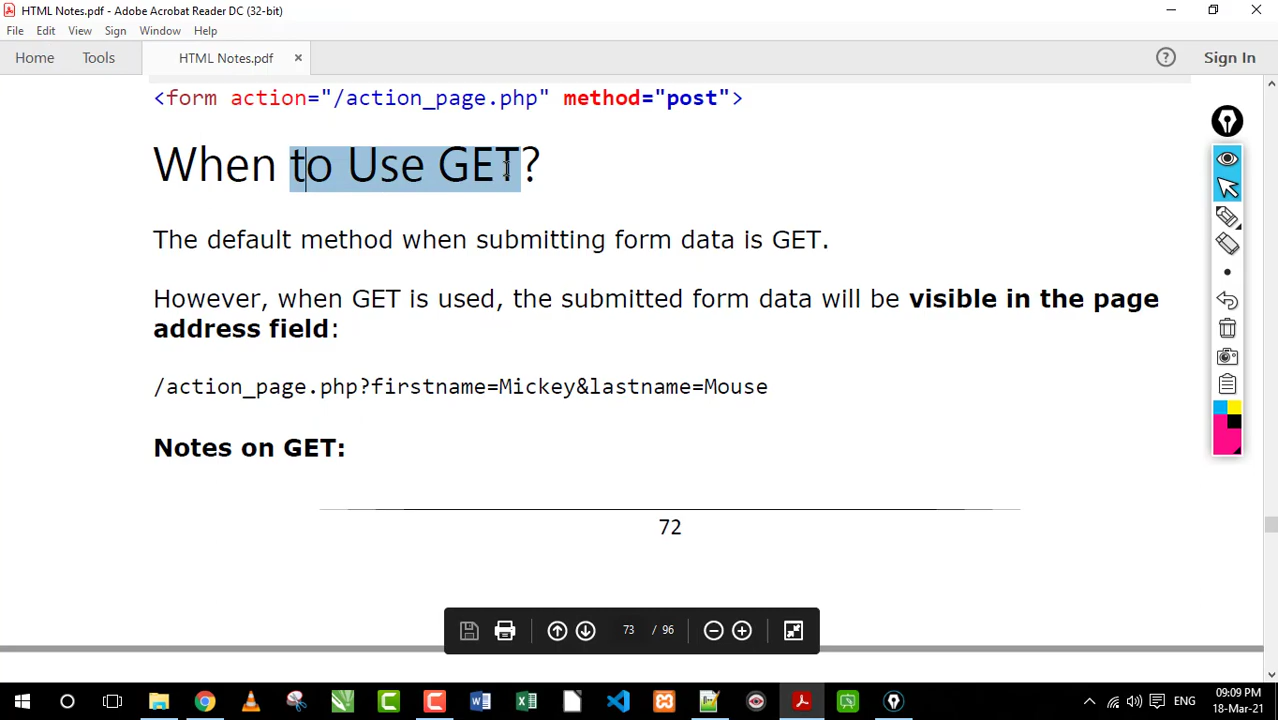 HTML Notes.pdf - Adobe Acrobat Reader DC (32-bit)
File Edit View Sign Window Help
Home Tools HTML Notes.pdf × ? Sign In
<form action="/action_page.php" method="post">
When to Use GET?
The default method when submitting form data is GET.
However, when GET is used, the submitted form data will be visible in the page
address field:
/action_page.php?firstname=Mickey&lastname=Mouse
Notes on GET:
72
73 / 96
ENG
09:09 PM
18-Mar-21